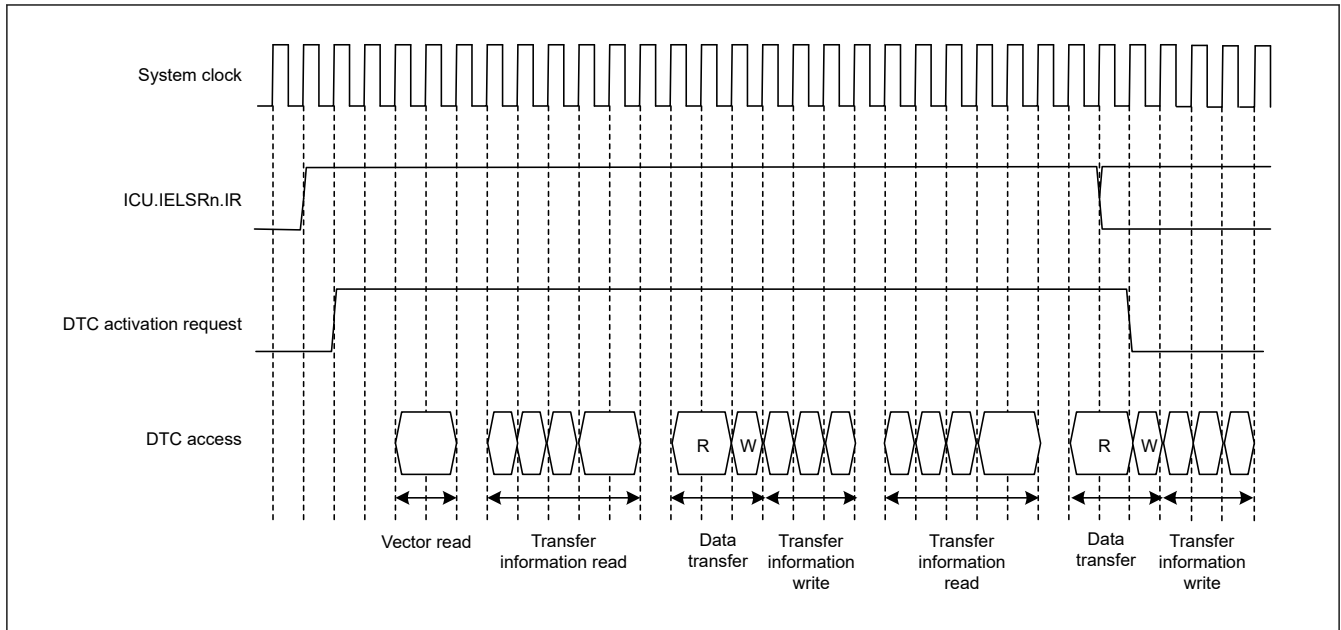 System clock
ICU.IELSRn.IR
DTC activation request
DTC access
R
W
R
W
Vector read
Transfer
information read
Data
transfer
Transfer
information
write
Transfer
information
read
Data
transfer
Transfer
information
write